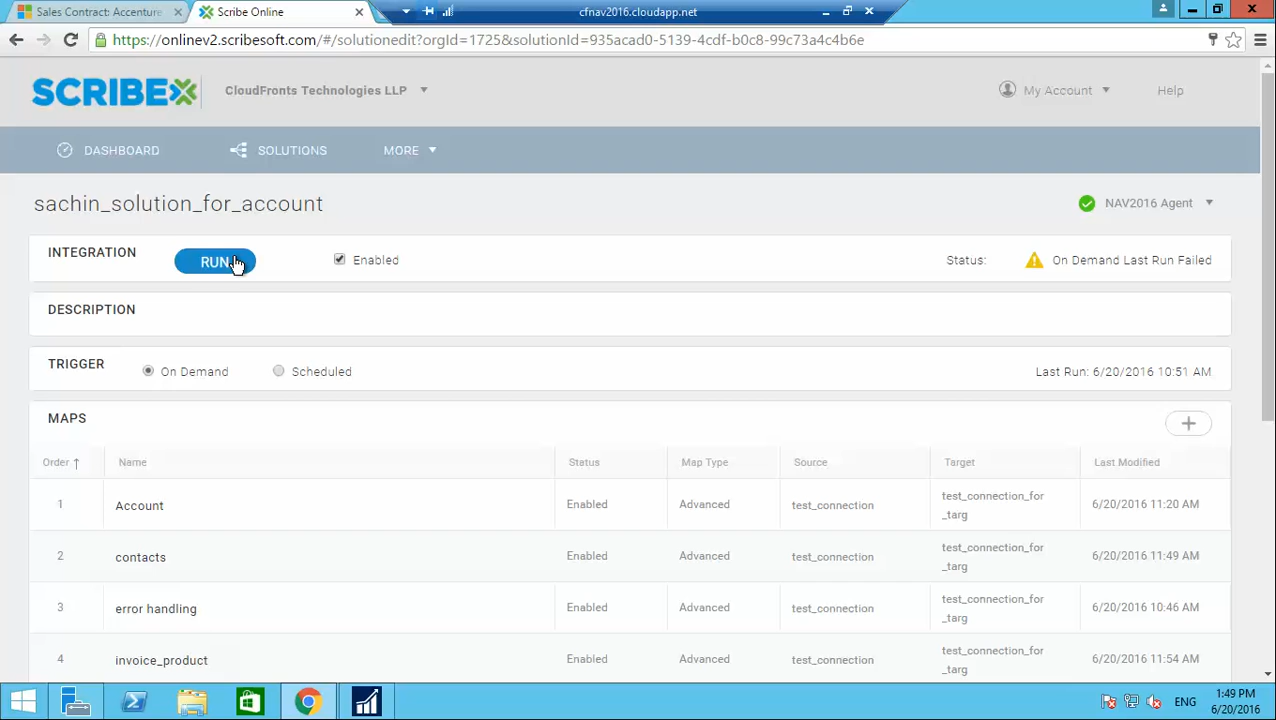 Sales Contract: Accenture
Scribe Online
cfnav2016.cloudapp.net
https://onlinev2.scribesoft.com/#/solutionedit?orgId=1725&solutionId=935acad0-5139-4cdf-b0c8-99c73a4c4b6e
SCRIBE
CloudFronts Technologies LLP
My Account
Help
DASHBOARD
SOLUTIONS
MORE
sachin_solution_for_account
NAV2016 Agent
INTEGRATION
RUN
Enabled
Status:
On Demand Last Run Failed
DESCRIPTION
TRIGGER
On Demand
Scheduled
Last Run: 6/20/2016 10:51 AM
MAPS
Order Name Status Map Type Source Target Last Modified
1 Account Enabled Advanced test_connection test_connection_for
_targ 6/20/2016 11:20 AM
2 contacts Enabled Advanced test_connection test_connection_for
_targ 6/20/2016 11:49 AM
3 error handling Enabled Advanced test_connection test_connection_for
_targ 6/20/2016 10:46 AM
4 invoice_product Enabled Advanced test_connection test_connection_for
_targ 6/20/2016 11:54 AM
ENG
1:49 PM
6/20/2016